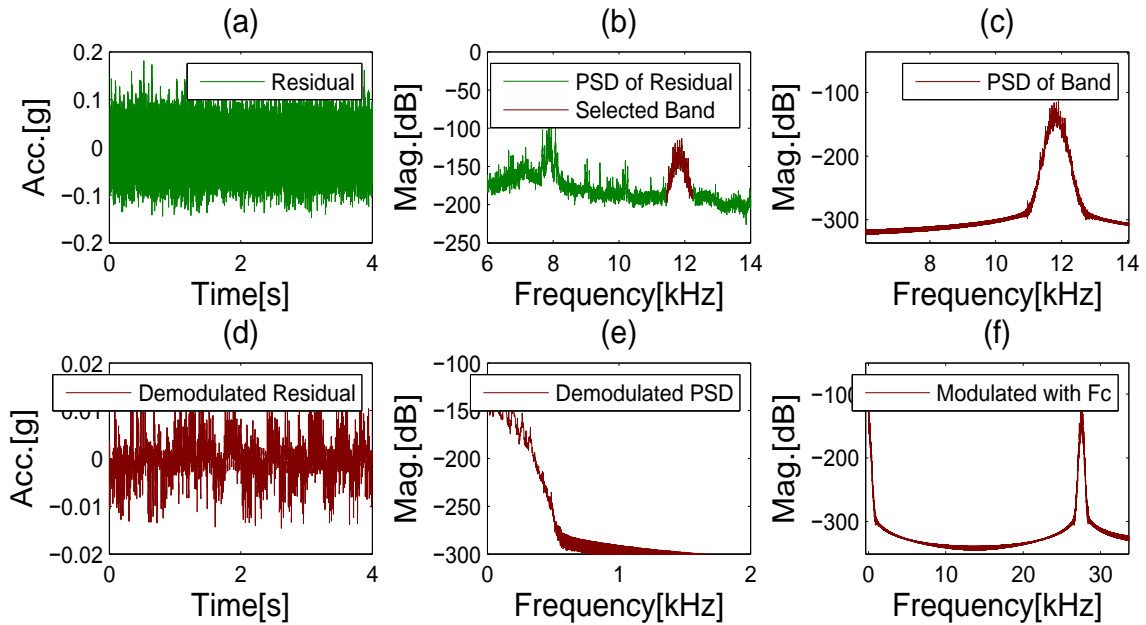 (a)
Residual
0.2
0.1
0
−0.1
−0.2
Acc.[g]
0
2
4
Time[s]
(b)
PSD of Residual
Selected Band
0
−50
−100
−150
−200
−250
Mag.[dB]
6
8
10
12
14
Frequency[kHz]
(c)
PSD of Band
−100
−200
−300
Mag.[dB]
8
10
12
14
Frequency[kHz]
(d)
Demodulated Residual
0.02
0.01
0
−0.01
−0.02
Acc.[g]
0
2
4
Time[s]
(e)
Demodulated PSD
−100
−150
−200
−250
−300
Mag.[dB]
0
1
2
Frequency[kHz]
(f)
Modulated with Fc
−100
−200
−300
Mag.[dB]
0
10
20
30
Frequency[kHz]